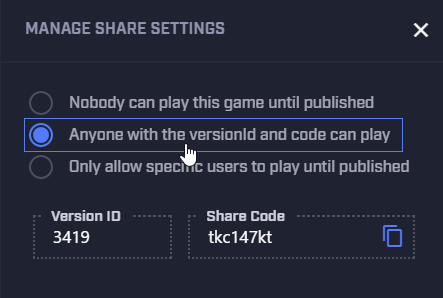 MANAGE SHARE SETTINGS
Nobody can play this game until published
Anyone with the versionId and code can play
Only allow specific users to play until published
Version ID
3419
Share Code
tkc147kt